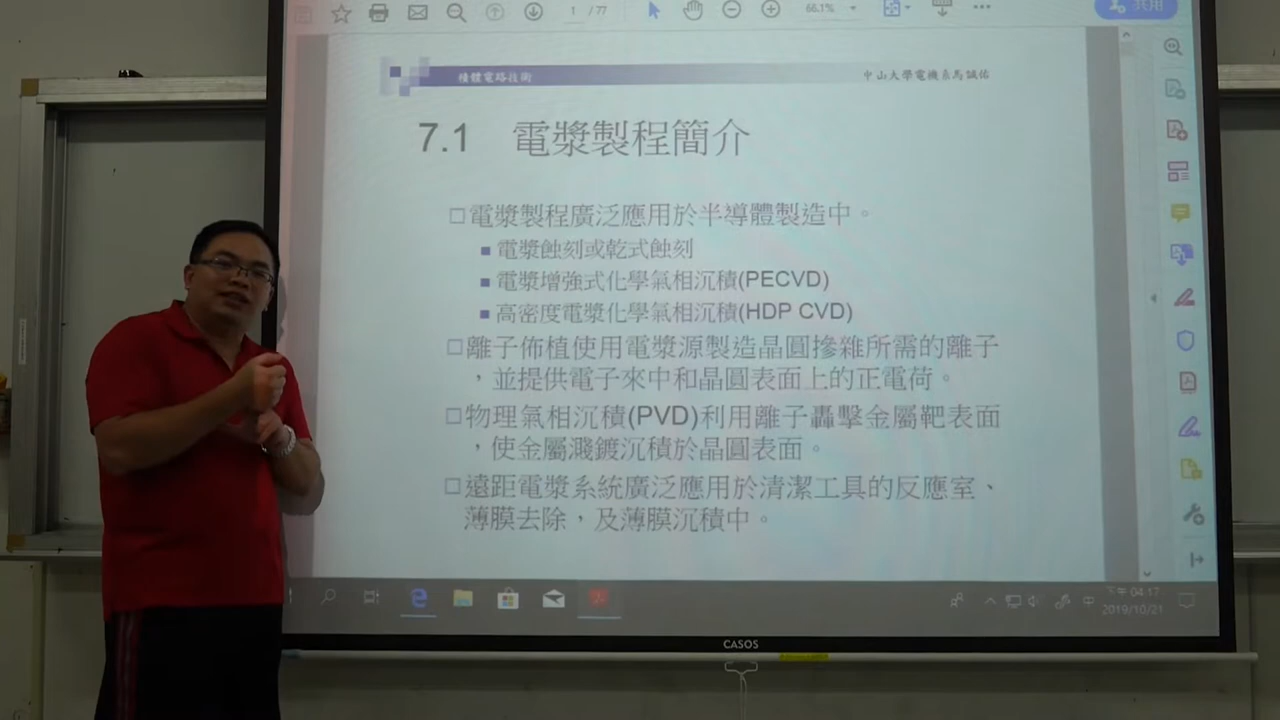 1 / 77
66.1%
共用
積體電路技術
中山大學電機系馬誠佑
7.1 電漿製程簡介
□電漿製程廣泛應用於半導體製造中。
■電漿蝕刻或乾式蝕刻
■電漿增強式化學氣相沉積(PECVD)
■高密度電漿化學氣相沉積(HDP CVD)
□離子佈植使用電漿源製造晶圓摻雜所需的離子
，並提供電子來中和晶圓表面上的正電荷。
□物理氣相沉積(PVD)利用離子轟擊金屬靶表面
，使金屬濺鍍沉積於晶圓表面。
□遠距電漿系統廣泛應用於清潔工具的反應室、
薄膜去除，及薄膜沉積中。
中
下午 04:17
2019/10/21
CASOS